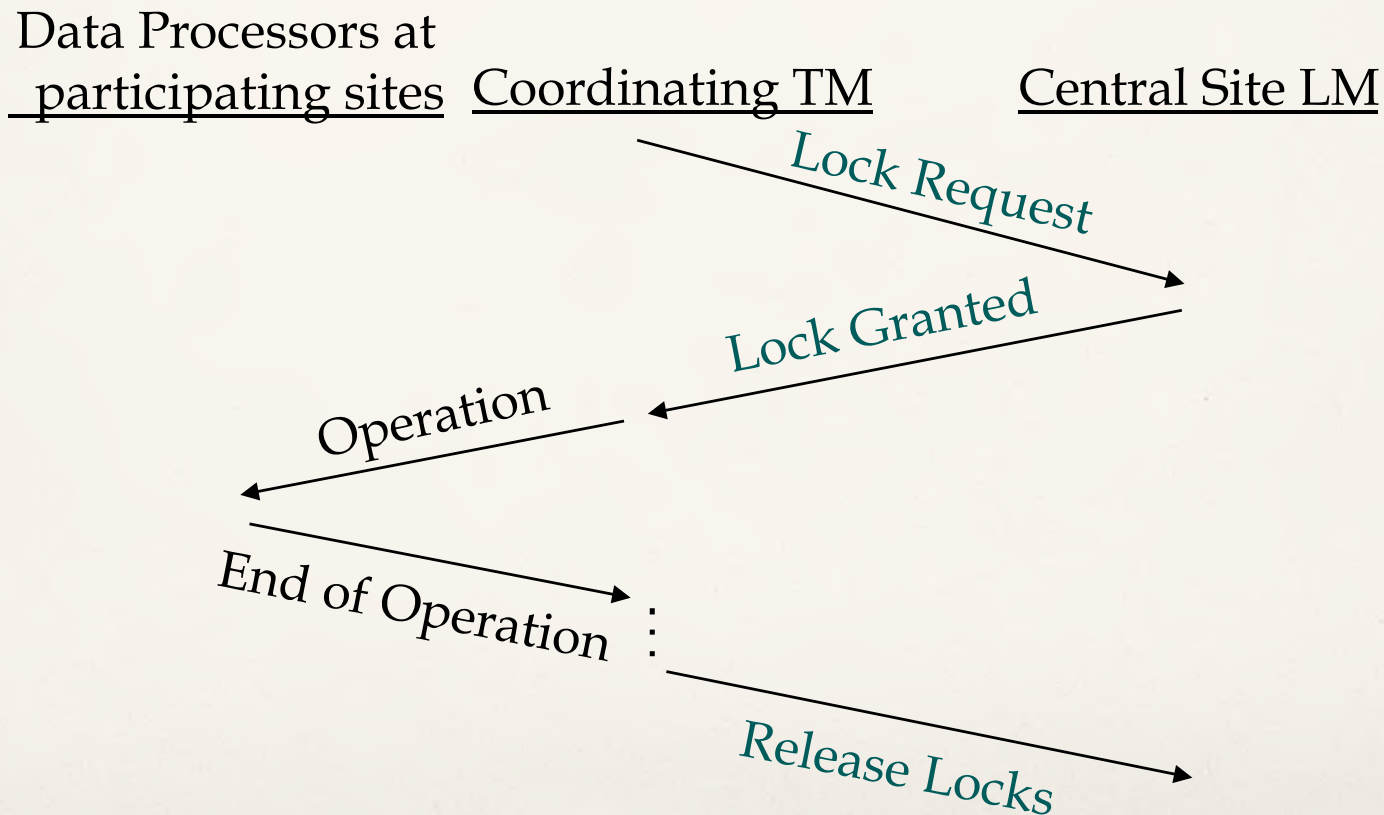 Data Processors at
participating sites
Coordinating TM
Central Site LM
Lock Request
Lock Granted
Operation
End of Operation
Release Locks